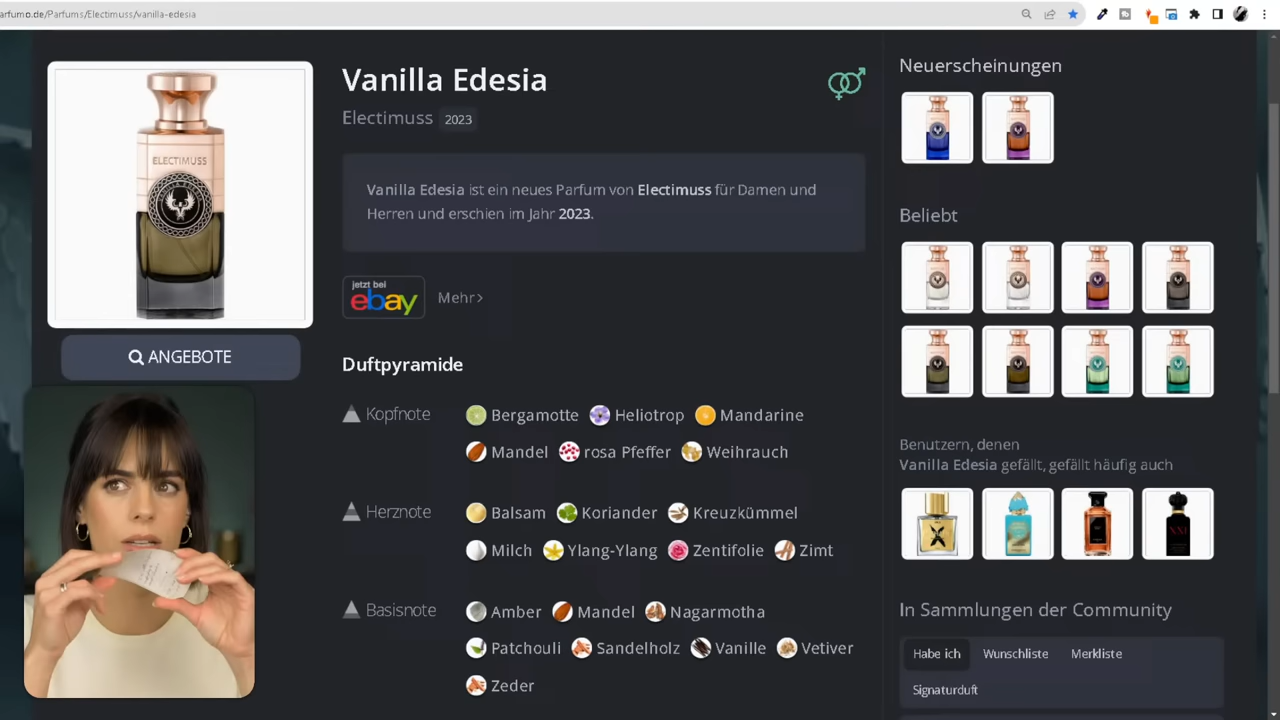 arfumo.de/Parfums/Electimuss/vanilla-edesia
ELECTIMUSS
ANGEBOTE
Vanilla Edesia
Electimuss 2023
Vanilla Edesia ist ein neues Parfum von Electimuss für Damen und
Herren und erschien im Jahr 2023.
jetzt bei
ebay
Mehr>
Duftpyramide
Kopfnote Bergamotte Heliotrop Mandarine
Mandel rosa Pfeffer Weihrauch
Herznote Balsam Koriander Kreuzkümmel
Milch Ylang-Ylang Zentifolie Zimt
Basisnote Amber Mandel Nagarmotha
Patchouli Sandelholz Vanille Vetiver
Zeder
Neuerscheinungen
Beliebt
Benutzern, denen
Vanilla Edesia gefällt, gefällt häufig auch
In Sammlungen der Community
Habe ich Wunschliste Merkliste
Signaturduft